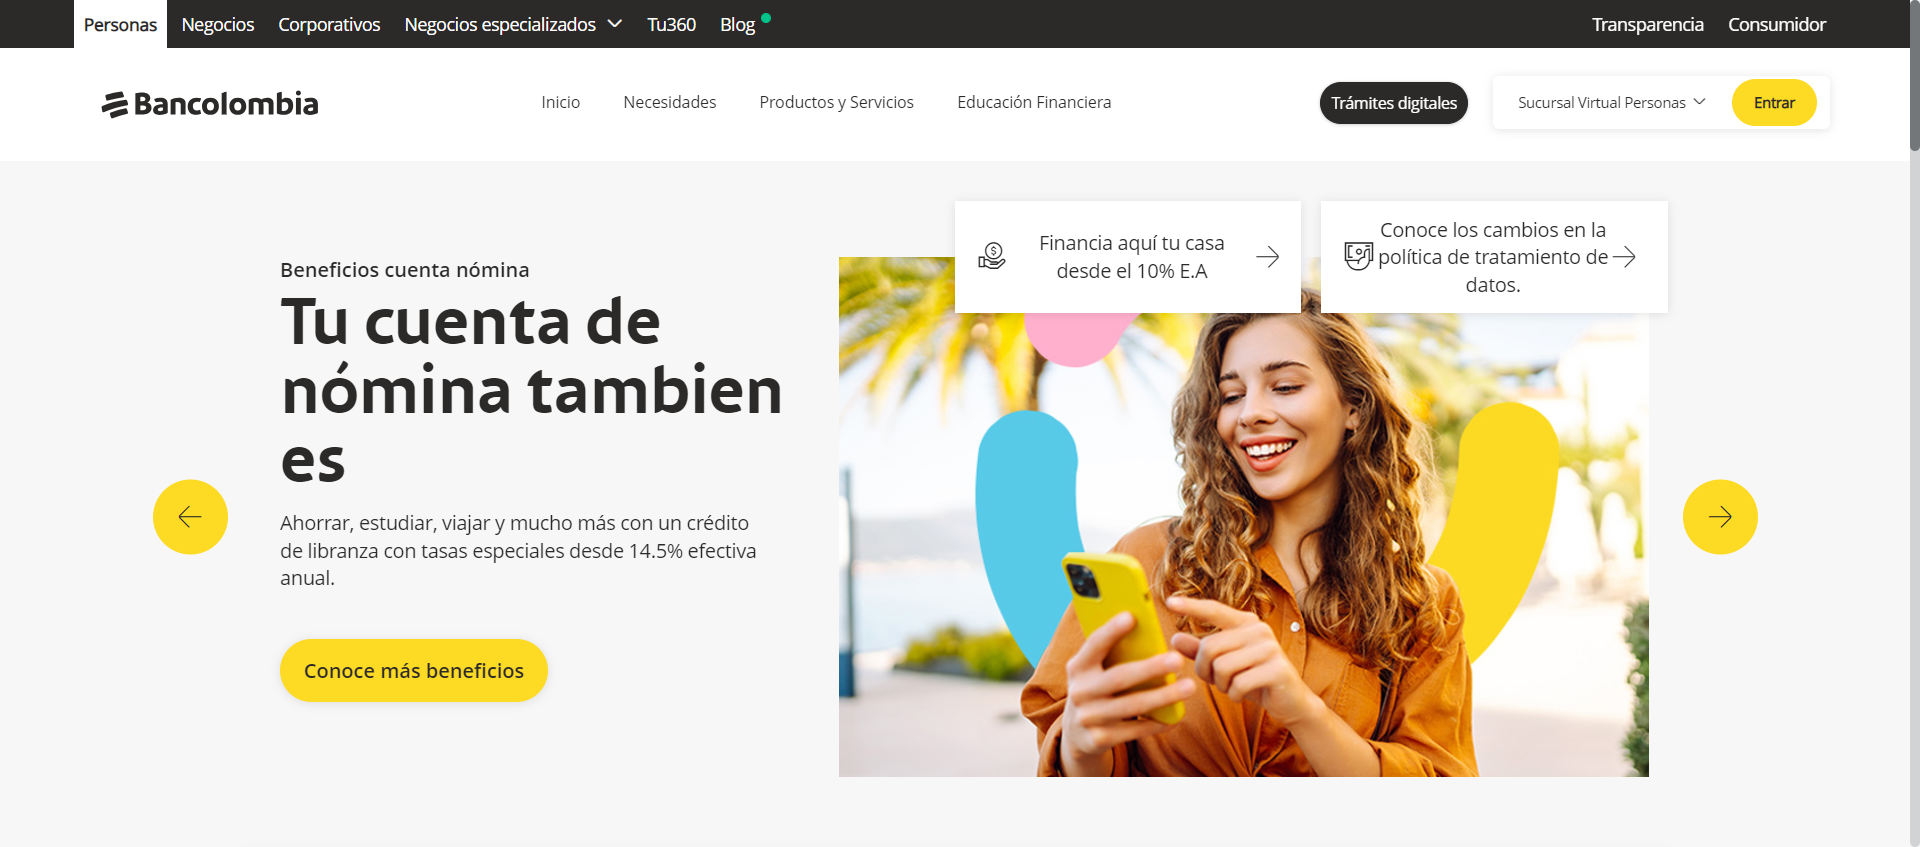 Personas Negocios Corporativos Negocios especializados Tu360 Blog Transparencia Consumidor
Bancolombia Inicio Necesidades Productos y Servicios Educación Financiera Trámites digitales Sucursal Virtual Personas Entrar
Financia aquí tu casa
desde el 10% E.A
Conoce los cambios en la
política de tratamiento de
datos.
Beneficios cuenta nómina
Tu cuenta de
nómina tambien
es
Ahorrar, estudiar, viajar y mucho más con un crédito
de libranza con tasas especiales desde 14.5% efectiva
anual.
Conoce más beneficios